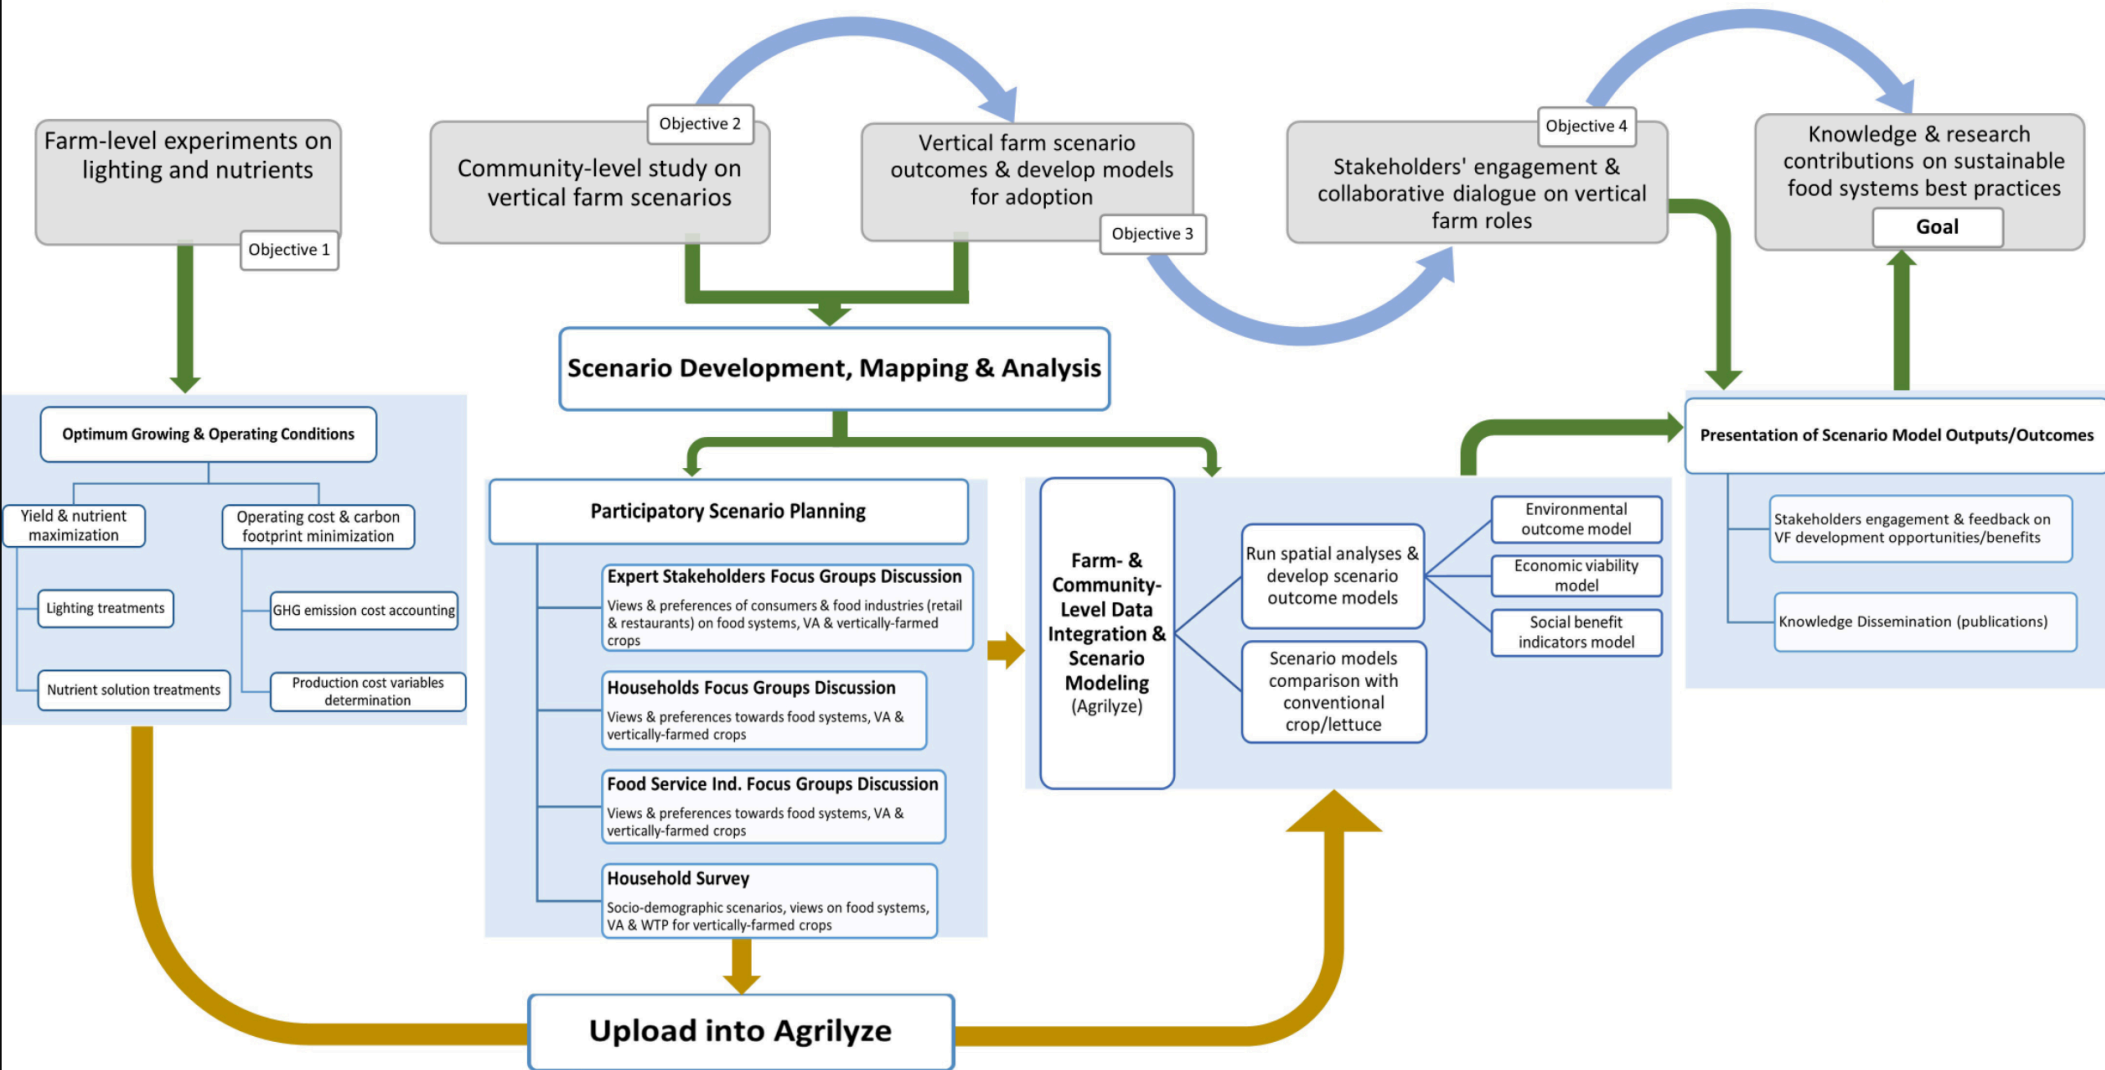 Farm-level experiments on
lighting and nutrients
Objective 1
Objective 2
Community-level study on
vertical farm scenarios
Vertical farm scenario
outcomes & develop models
for adoption
Objective 3
Objective 4
Stakeholders' engagement &
collaborative dialogue on vertical
farm roles
Knowledge & research
contributions on sustainable
food systems best practices
Goal
Scenario Development, Mapping & Analysis
Optimum Growing & Operating Conditions
Yield & nutrient
maximization
Operating cost & carbon
footprint minimization
Lighting treatments
GHG emission cost accounting
Nutrient solution treatments
Production cost variables
determination
Participatory Scenario Planning
Expert Stakeholders Focus Groups Discussion
Views & preferences of consumers & food industries (retail
& restaurants) on food systems, VA & vertically-farmed
crops
Households Focus Groups Discussion
Views & preferences towards food systems, VA &
vertically-farmed crops
Food Service Ind. Focus Groups Discussion
Views & preferences towards food systems, VA &
vertically-farmed crops
Household Survey
Socio-demographic scenarios, views on food systems,
VA & WTP for vertically-farmed crops
Farm- &
Community-
Level Data
Integration &
Scenario
Modeling
(Agrilyze)
Run spatial analyses &
develop scenario
outcome models
Scenario models
comparison with
conventional
crop/lettuce
Environmental
outcome model
Economic viability
model
Social benefit
indicators model
Presentation of Scenario Model Outputs/Outcomes
Stakeholders engagement & feedback on
VF development opportunities/benefits
Knowledge Dissemination (publications)
Upload into Agrilyze